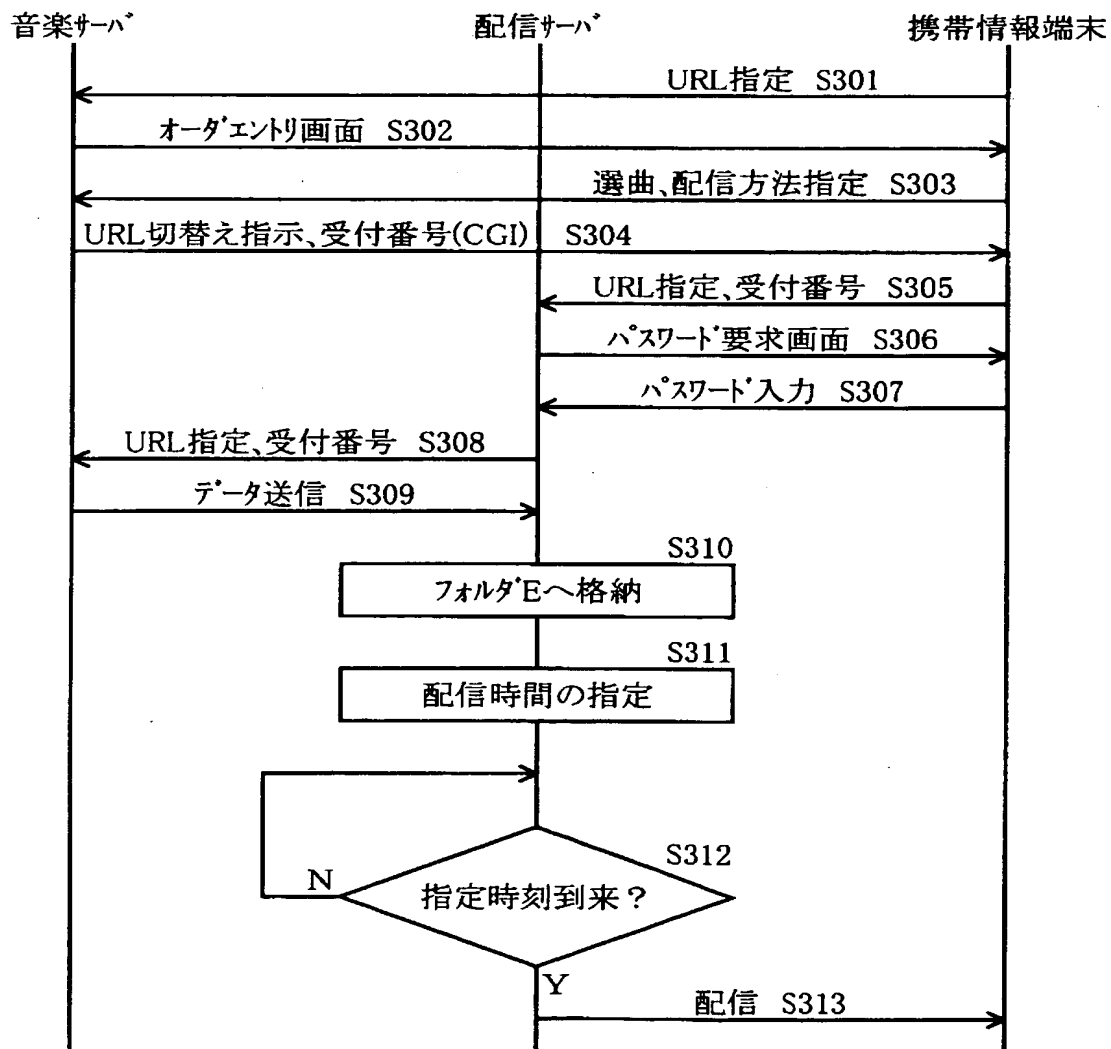 音楽ｻｰﾊﾞ
配信ｻｰﾊﾞ
携帯情報端末
URL指定 S301
ｵｰﾀﾞｴﾝﾄﾘ画面 S302
選曲、配信方法指定 S303
URL切替え指示、受付番号(CGI) S304
URL指定、受付番号 S305
ﾊﾟｽﾜｰﾄﾞ要求画面 S306
ﾊﾟｽﾜｰﾄﾞ入力 S307
URL指定、受付番号 S308
ﾃﾞｰﾀ送信 S309
S310
ﾌｫﾙﾀﾞEへ格納
S311
配信時間の指定
S312
N
指定時刻到来？
Y
配信 S313